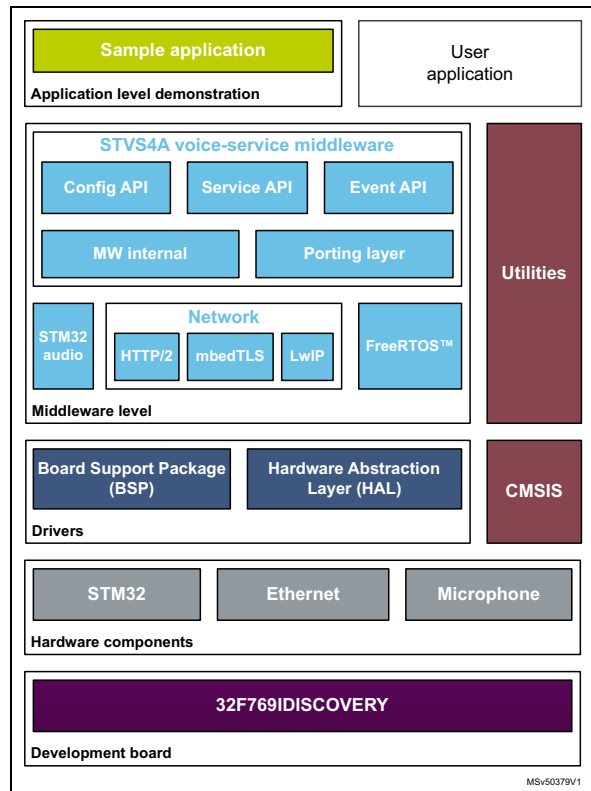 Sample application
Application level demonstration
User
application
STVS4A voice-service middleware
Config API
Service API
Event API
MW internal
Porting layer
Utilities
STM32
audio
Network
HTTP/2
mbedTLS
LwIP
FreeRTOS™
Middleware level
Board Support Package
(BSP)
Hardware Abstraction
Layer (HAL)
CMSIS
Drivers
STM32
Ethernet
Microphone
Hardware components
32F769IDISCOVERY
Development board
MSv50379V1